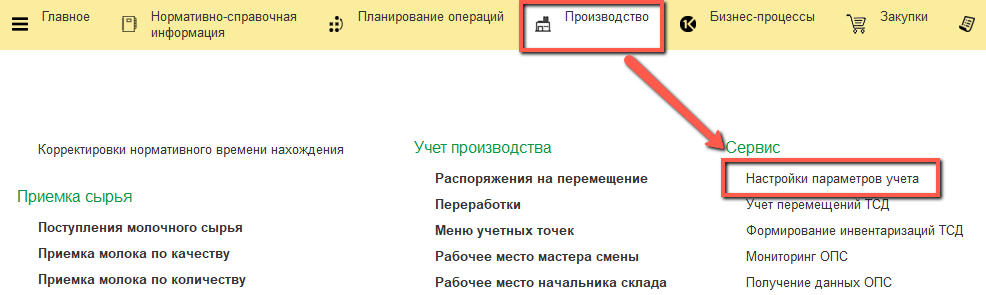 Главное
Нормативно-справочная
информация
Планирование операций
Производство
1К
Бизнес-процессы
Закупки
Корректировки нормативного времени нахождения
Приемка сырья
Поступления молочного сырья
Приемка молока по качеству
Приемка молока по количеству
Учет производства
Распоряжения на перемещение
Переработки
Меню учетных точек
Рабочее место мастера смены
Рабочее место начальника склада
Сервис
Настройки параметров учета
Учет перемещений ТСД
Формирование инвентаризаций ТСД
Мониторинг ОПС
Получение данных ОПС